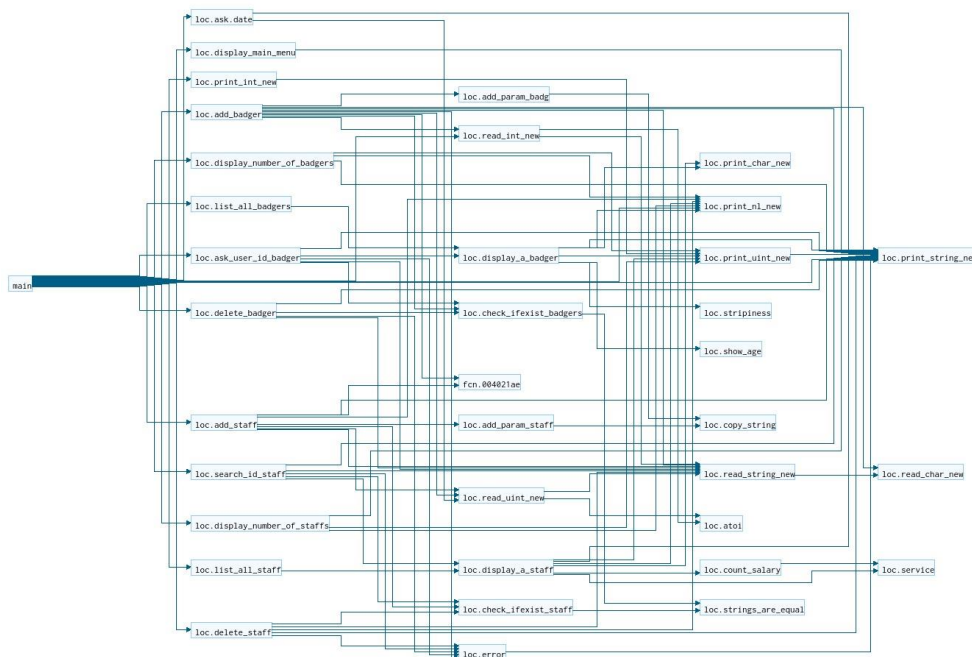 main
loc.ask.date
loc.display_main_menu
loc.print_int_new
loc.add_badger
loc.display_number_of_badgers
loc.list_all_badgers
loc.ask_user_id_badger
loc.delete_badger
loc.add_staff
loc.search_id_staff
loc.display_number_of_staffs
loc.list_all_staff
loc.delete_staff
loc.add_param_badg
loc.read_int_new
loc.display_a_badger
loc.check_ifexist_badgers
fcn.004021ae
loc.add_param_staff
loc.read_uint_new
loc.display_a_staff
loc.check_ifexist_staff
loc.error
loc.print_char_new
loc.print_nl_new
loc.print_uint_new
loc.stripiness
loc.show_age
loc.copy_string
loc.read_string_new
loc.atoi
loc.count_salary
loc.strings_are_equal
loc.print_string_ne
loc.read_char_new
loc.service